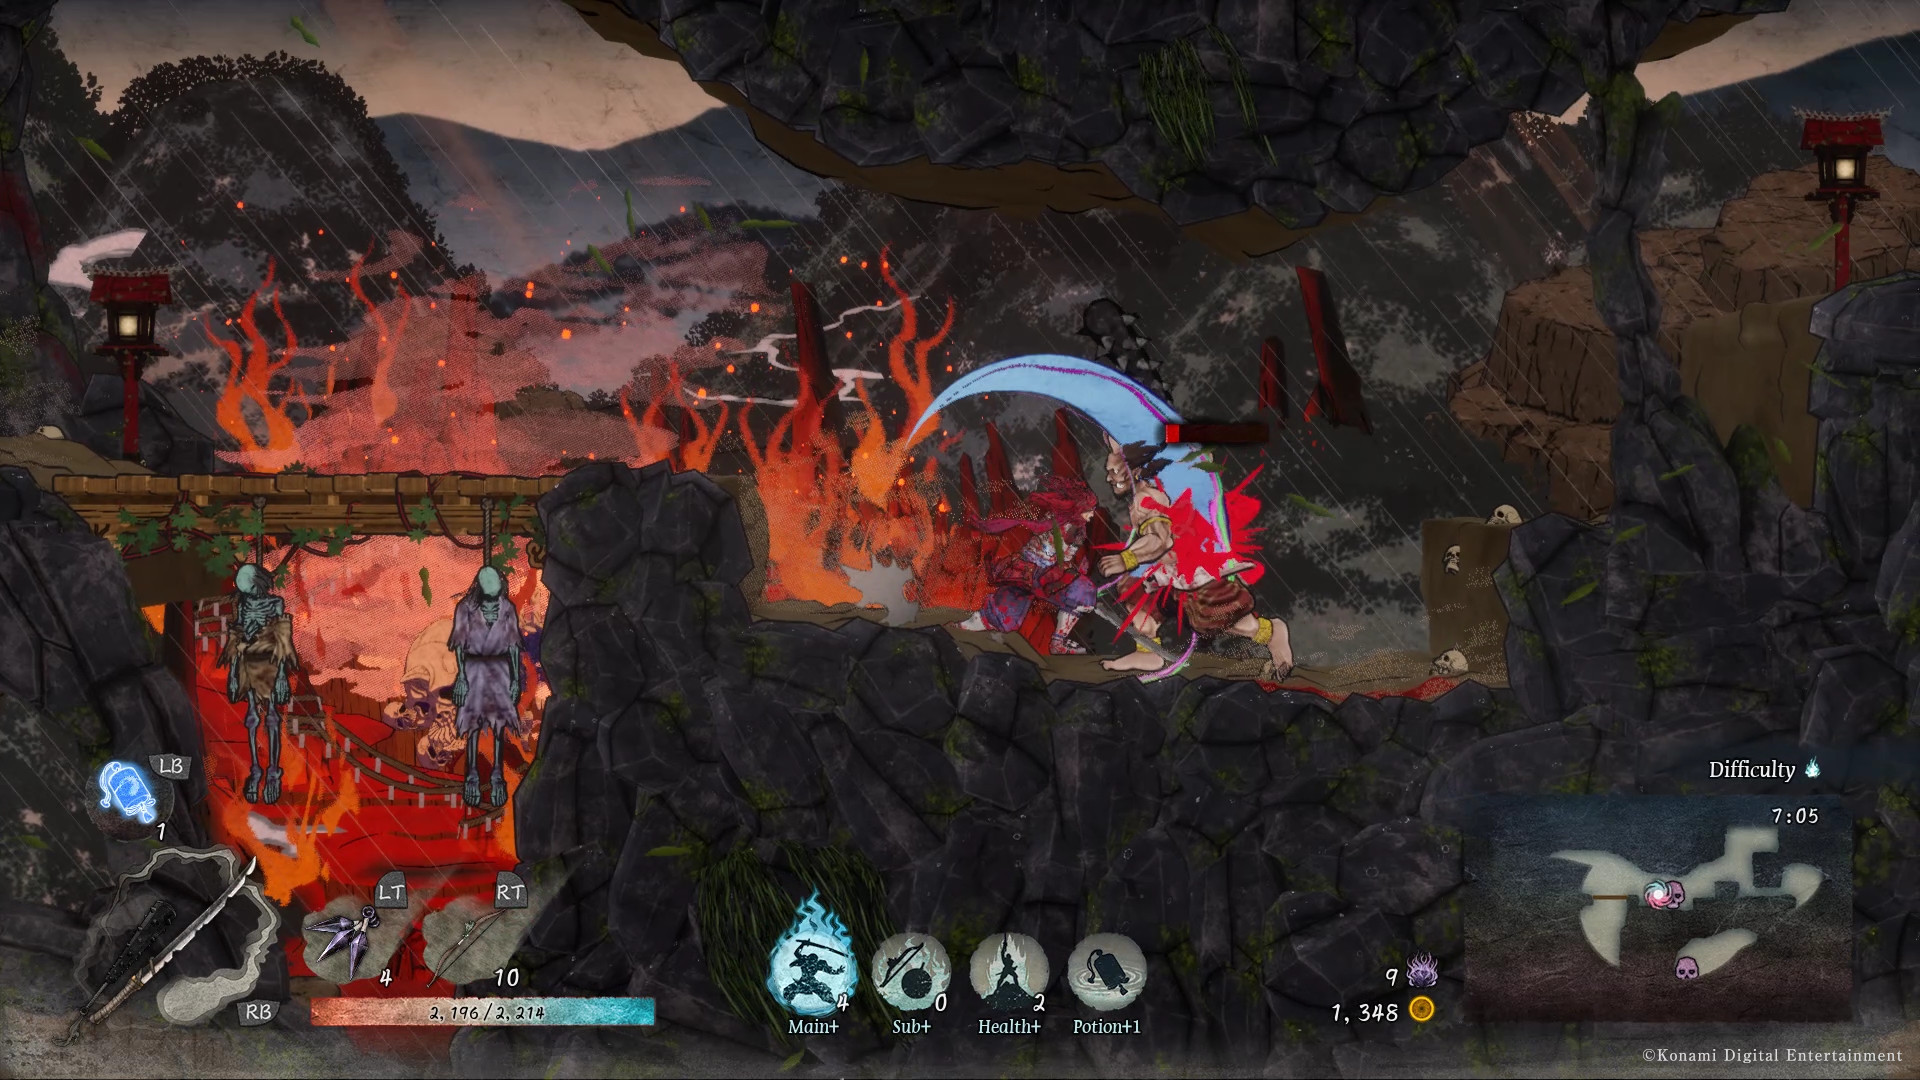 LB
1
LT
RT
4
10
RB
2,196/2,214
4
Main+
0
Sub+
2
Health+
Potion+1
9
1,348
Difficulty
7:05
©Konami Digital Entertainment